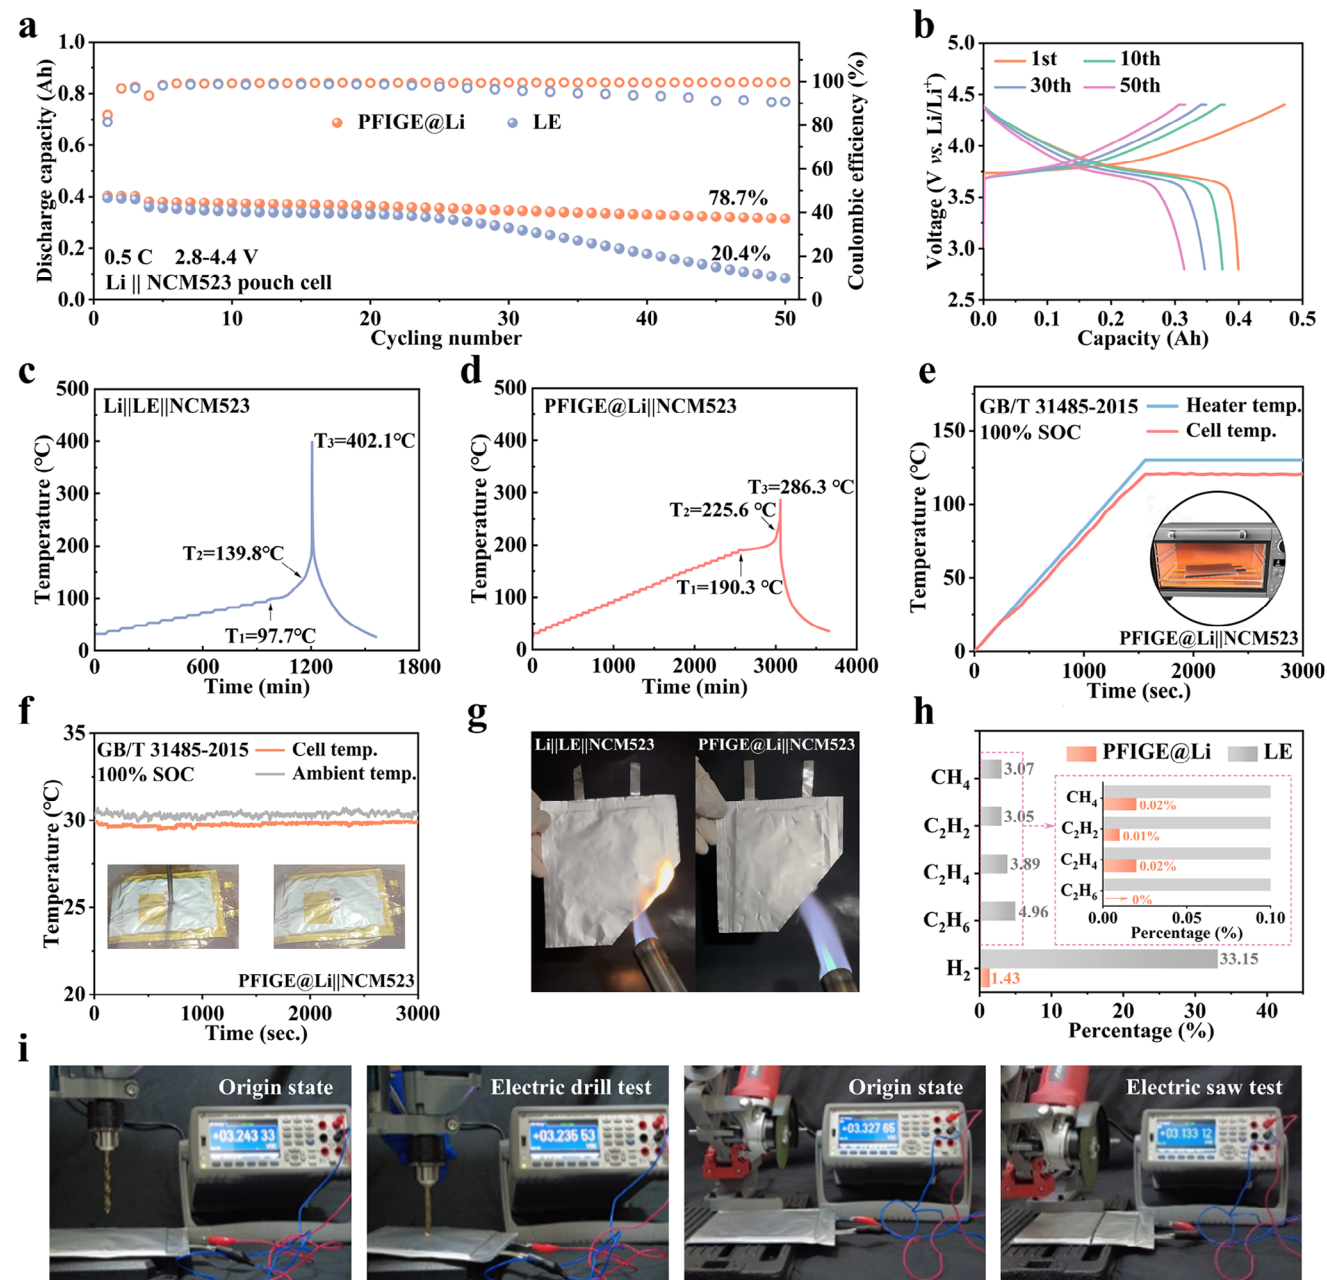 a
1.0
0.8
0.6
0.4
0.2
0.0
Discharge capacity (Ah)
100
80
60
40
20
0
Coulombic efficiency (%)
PFIGE@Li
LE
78.7%
20.4%
0.5 C 2.8-4.4 V
Li || NCM523 pouch cell
0 10 20 30 40 50
Cycling number
b
5.0
4.5
4.0
3.5
3.0
2.5
Voltage (V vs. Li/Li⁺)
1st 10th
30th 50th
0.0 0.1 0.2 0.3 0.4 0.5
Capacity (Ah)
c
500
400
300
200
100
0
Temperature (℃)
Li||LE||NCM523
T₃=402.1℃
T₂=139.8℃
T₁=97.7℃
0 600 1200 1800
Time (min)
d
500
400
300
200
100
0
Temperature (℃)
PFIGE@Li||NCM523
T₃=286.3 ℃
T₂=225.6 ℃
T₁=190.3 ℃
0 1000 2000 3000 4000
Time (min)
e
150
100
50
0
Temperature (℃)
GB/T 31485-2015
100% SOC
Heater temp.
Cell temp.
PFIGE@Li||NCM523
0 1000 2000 3000
Time (sec.)
f
35
30
25
20
Temperature (℃)
GB/T 31485-2015
100% SOC
Cell temp.
Ambient temp.
PFIGE@Li||NCM523
0 1000 2000 3000
Time (sec.)
g
Li||LE||NCM523
PFIGE@Li||NCM523
h
PFIGE@Li
LE
CH₄
3.07
C₂H₂
3.05
C₂H₄
3.89
C₂H₆
4.96
H₂
33.15
1.43
CH₄
0.02%
C₂H₂
0.01%
C₂H₄
0.02%
C₂H₆
0%
0.00 0.05 0.10
Percentage (%)
0 10 20 30 40
Percentage (%)
i
Origin state
+03.243 33
Electric drill test
+03.235 53
Origin state
+03.327 65
Electric saw test
+03.133 12